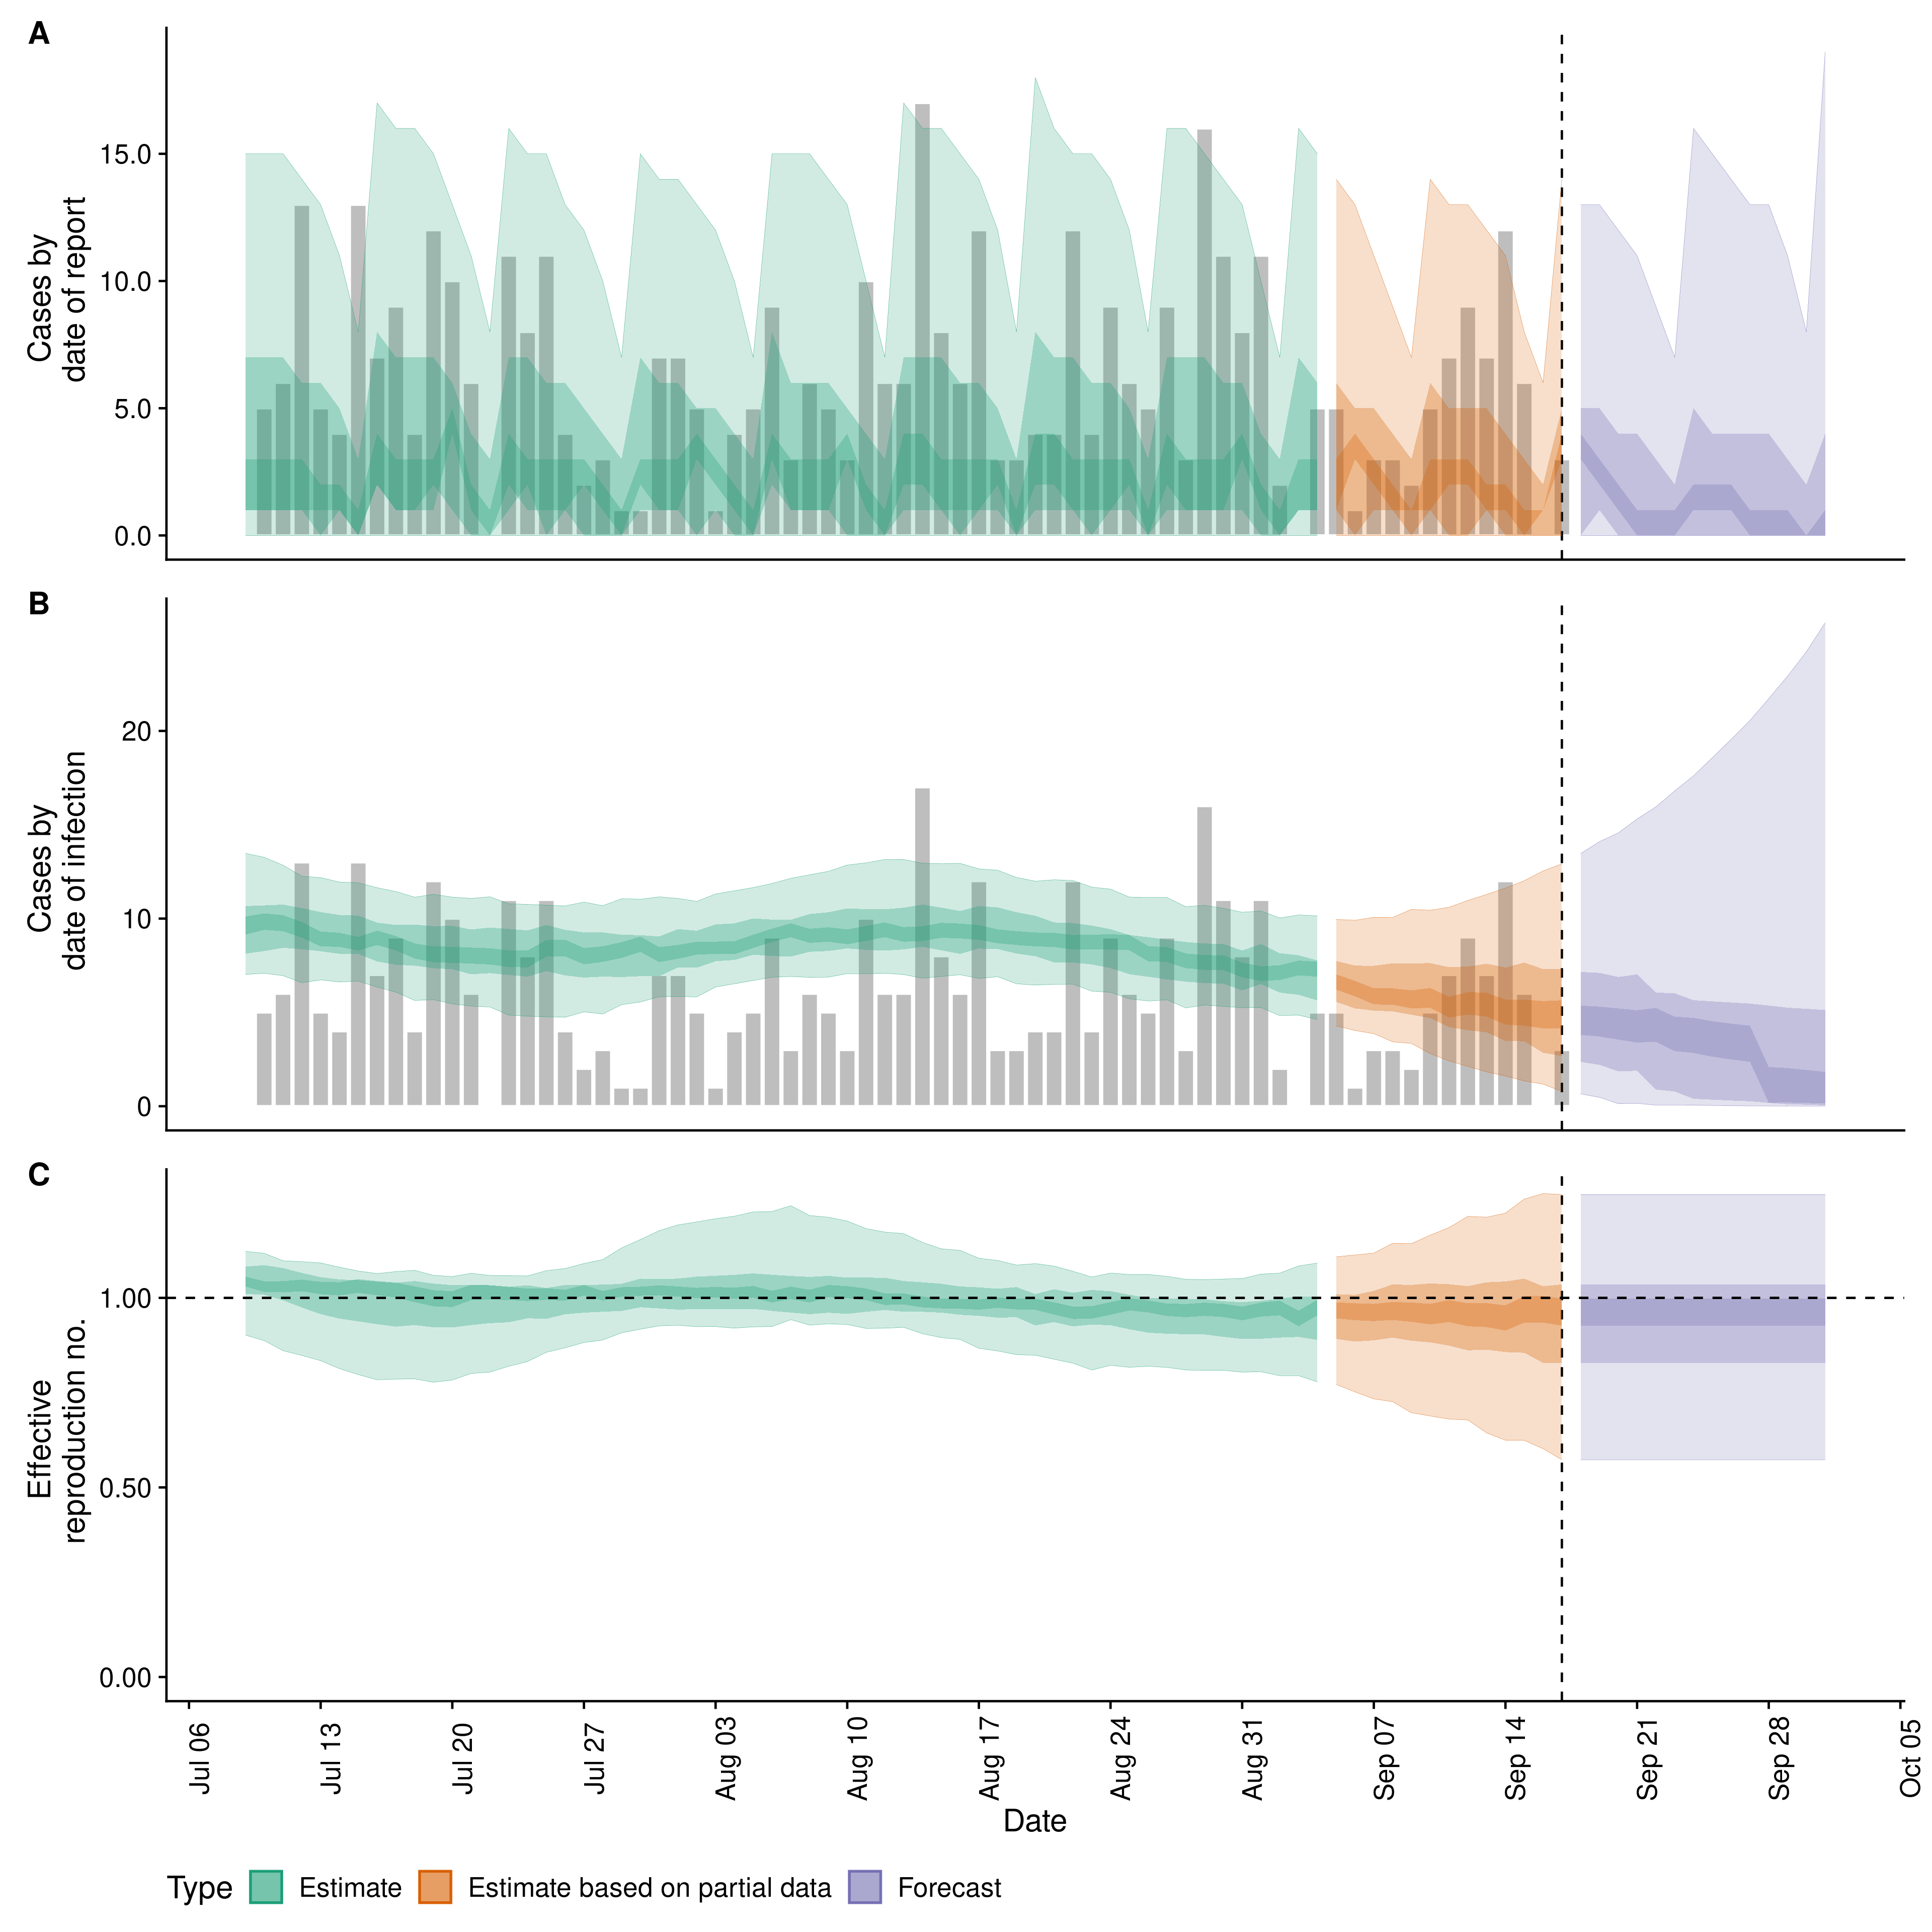 A
Cases by
date of report
15.0
10.0
5.0
0.0
B
Cases by
date of infection
20
10
0
C
Effective
reproduction no.
1.00
0.50
0.00
Jul 06
Jul 13
Jul 20
Jul 27
Aug 03
Aug 10
Aug 17
Aug 24
Aug 31
Sep 07
Sep 14
Sep 21
Sep 28
Oct 05
Date
Type Estimate Estimate based on partial data Forecast